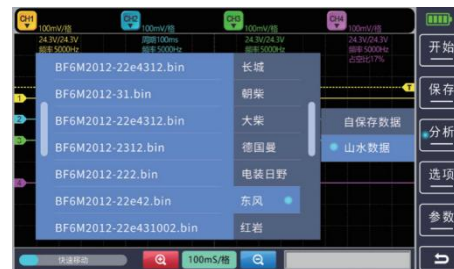 CH1 CH2 CH3 CH4
100mV/格 100mV/格 100mV/格 100mV/格
24.3V/24.3V 周期100ms 24.3V/24.3V 24.3V/24.3V
频率5000Hz 频率5000Hz 频率5000Hz 频率5000Hz
占空比17%
开始
BF6M2012-22e4312.bin 长城
BF6M2012-31.bin 朝柴
保存
T
1
BF6M2012-22e4312.bin 大柴 自保存数据
2
BF6M2012-2312.bin 德国曼 山水数据
分析
3
BF6M2012-222.bin 电装日野
选项
4
BF6M2012-22e42.bin 东风
BF6M2012-22e431002.bin 红岩
参数
快速移动 100mS/格